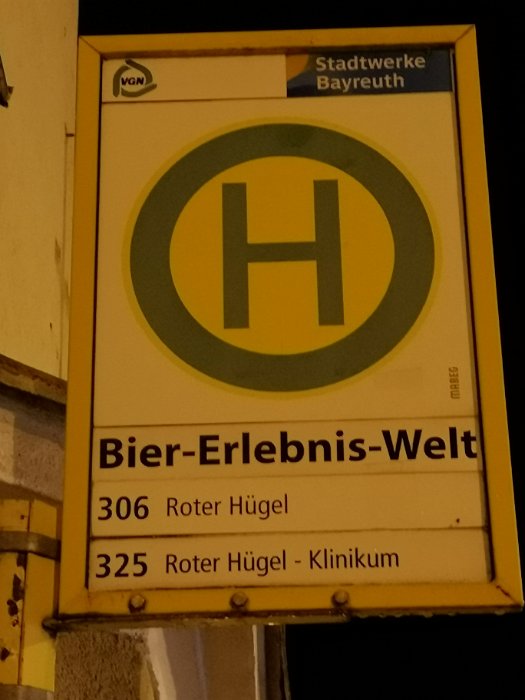 VGN
Stadtwerke
Bayreuth
H
MABEG
Bier-Erlebnis-Welt
306 Roter Hügel
325 Roter Hügel - Klinikum